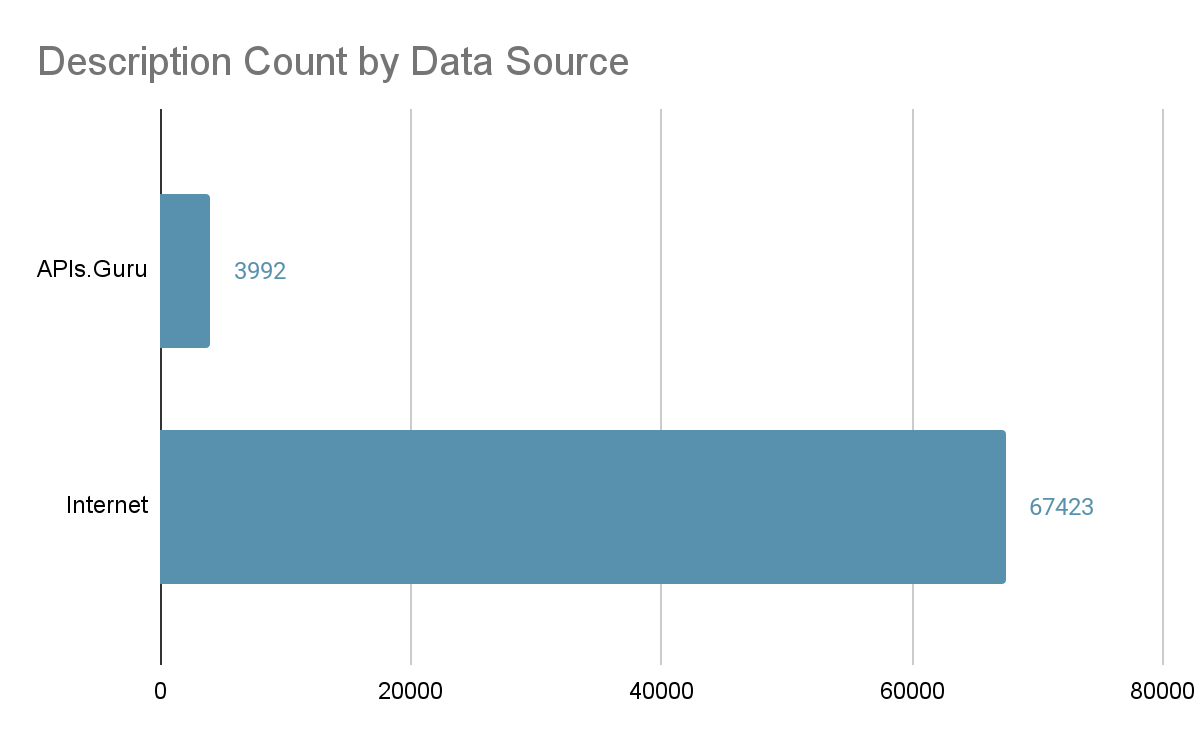 Description Count by Data Source
APIs.Guru
3992
Internet
67423
0
20000
40000
60000
80000